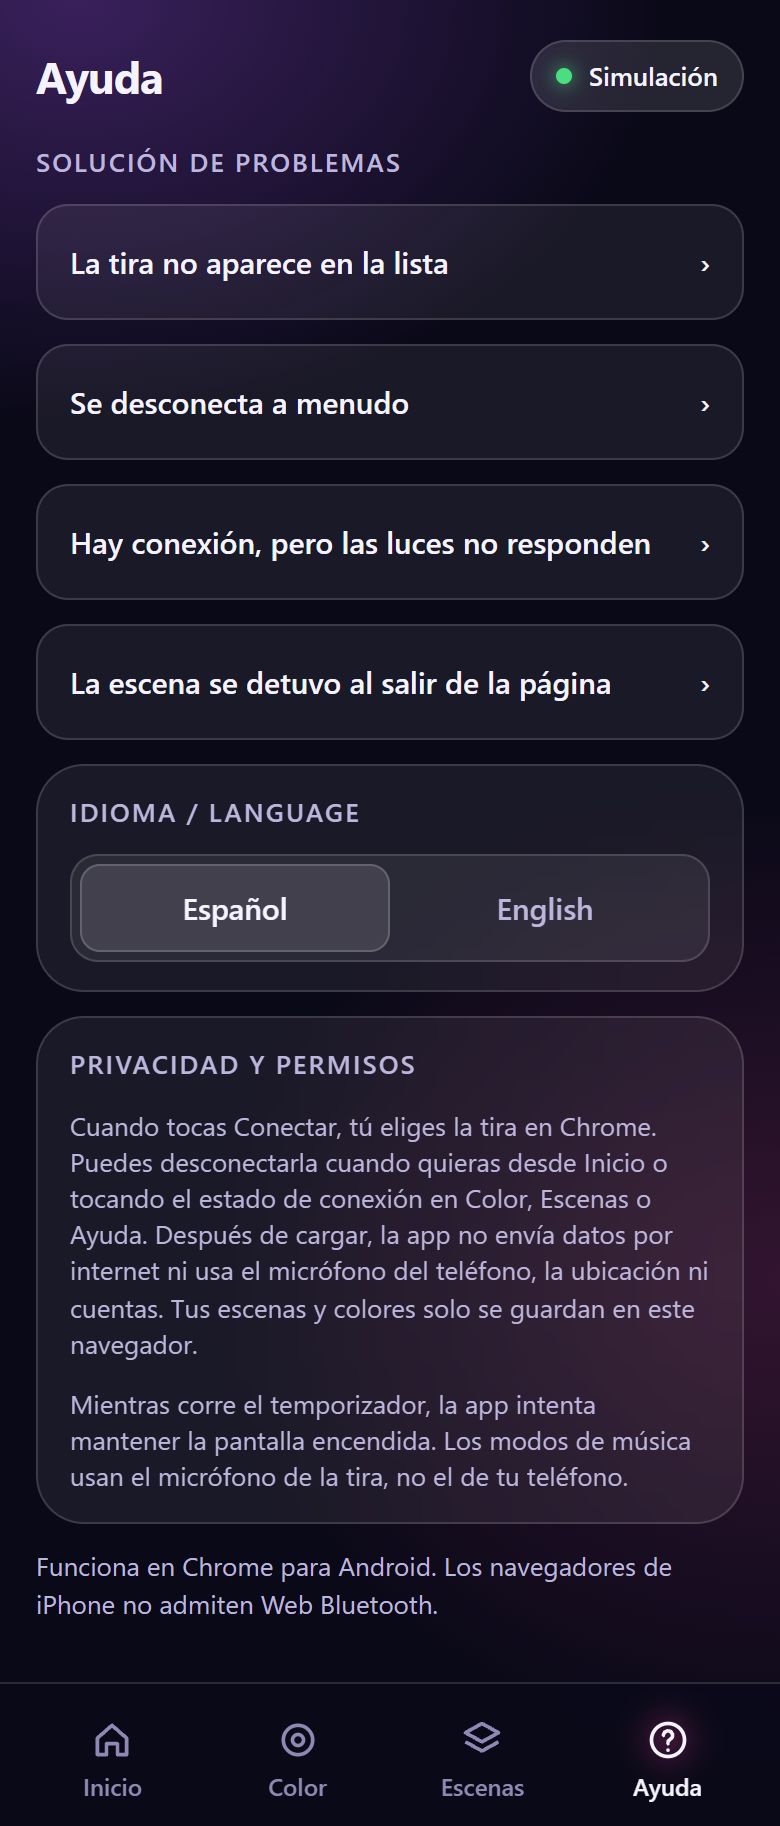 Ayuda
Simulación
SOLUCIÓN DE PROBLEMAS
La tira no aparece en la lista
Se desconecta a menudo
Hay conexión, pero las luces no responden
La escena se detuvo al salir de la página
IDIOMA / LANGUAGE
Español
English
PRIVACIDAD Y PERMISOS
Cuando tocas Conectar, tú eliges la tira en Chrome.
Puedes desconectarla cuando quieras desde Inicio o
tocando el estado de conexión en Color, Escenas o
Ayuda. Después de cargar, la app no envía datos por
internet ni usa el micrófono del teléfono, la ubicación ni
cuentas. Tus escenas y colores solo se guardan en este
navegador.
Mientras corre el temporizador, la app intenta
mantener la pantalla encendida. Los modos de música
usan el micrófono de la tira, no el de tu teléfono.
Funciona en Chrome para Android. Los navegadores de
iPhone no admiten Web Bluetooth.
Inicio
Color
Escenas
Ayuda